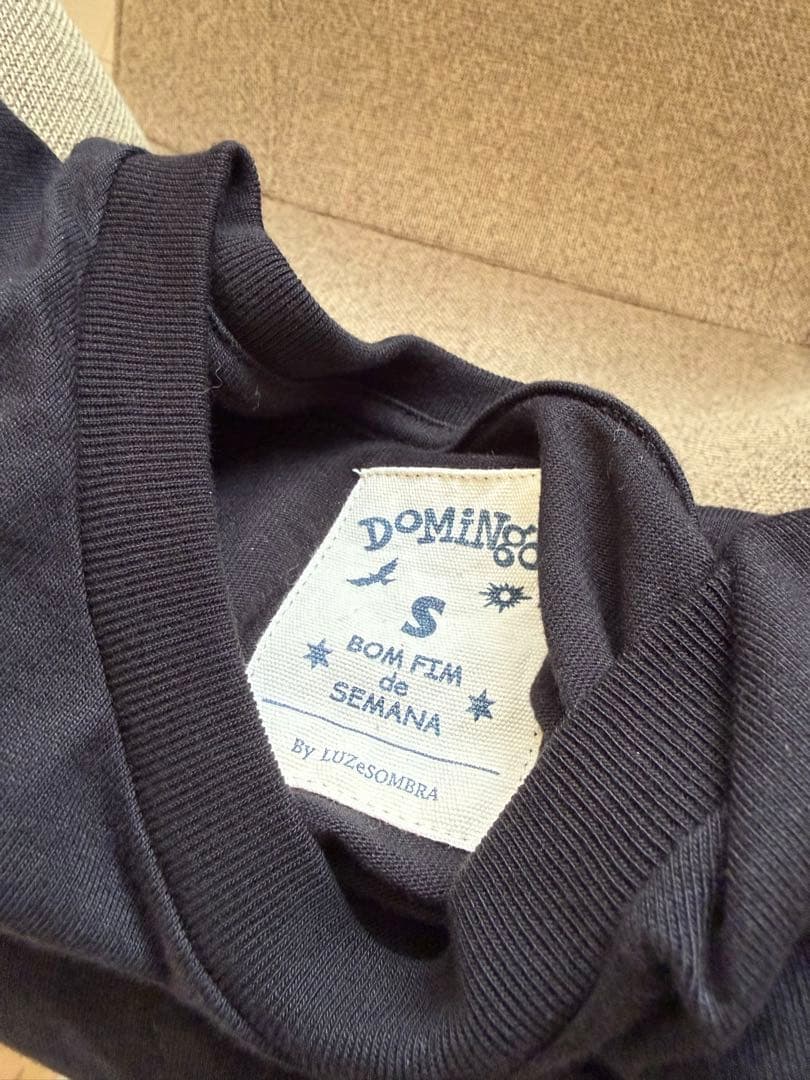 DoMiNgo
S
BOM FIM
de
SEMANA
By LUZeSOMBRA